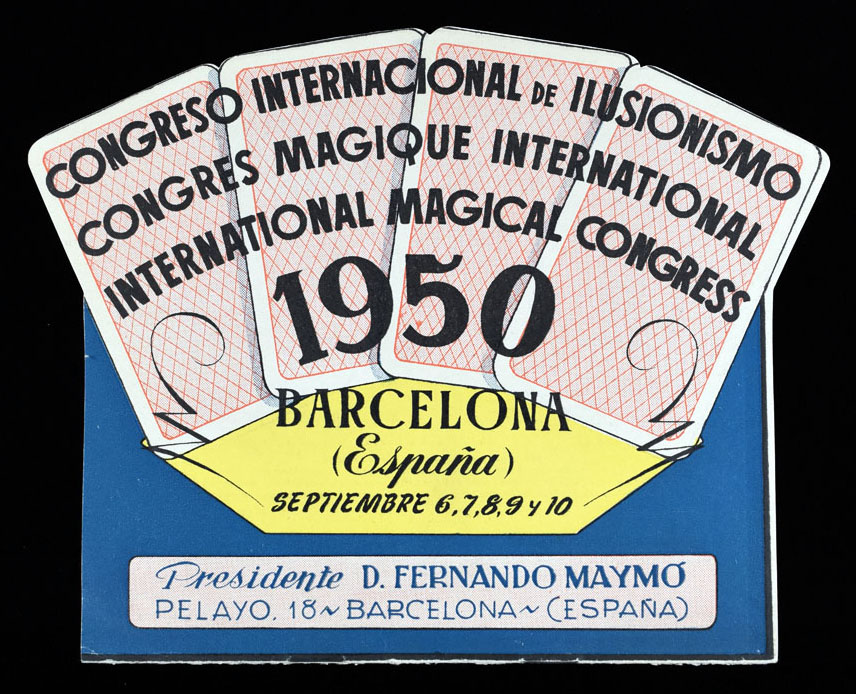 CONGRESO INTERNACIONAL DE ILUSIONISMO
CONGRES MAGIQUE INTERNATIONAL
INTERNATIONAL MAGICAL CONGRESS
1950
BARCELONA
(España)
SEPTIEMBRE 6,7,8,9 y 10
Presidente D. FERNANDO MAYMÓ
PELAYO, 18 ~ BARCELONA ~ (ESPAÑA)